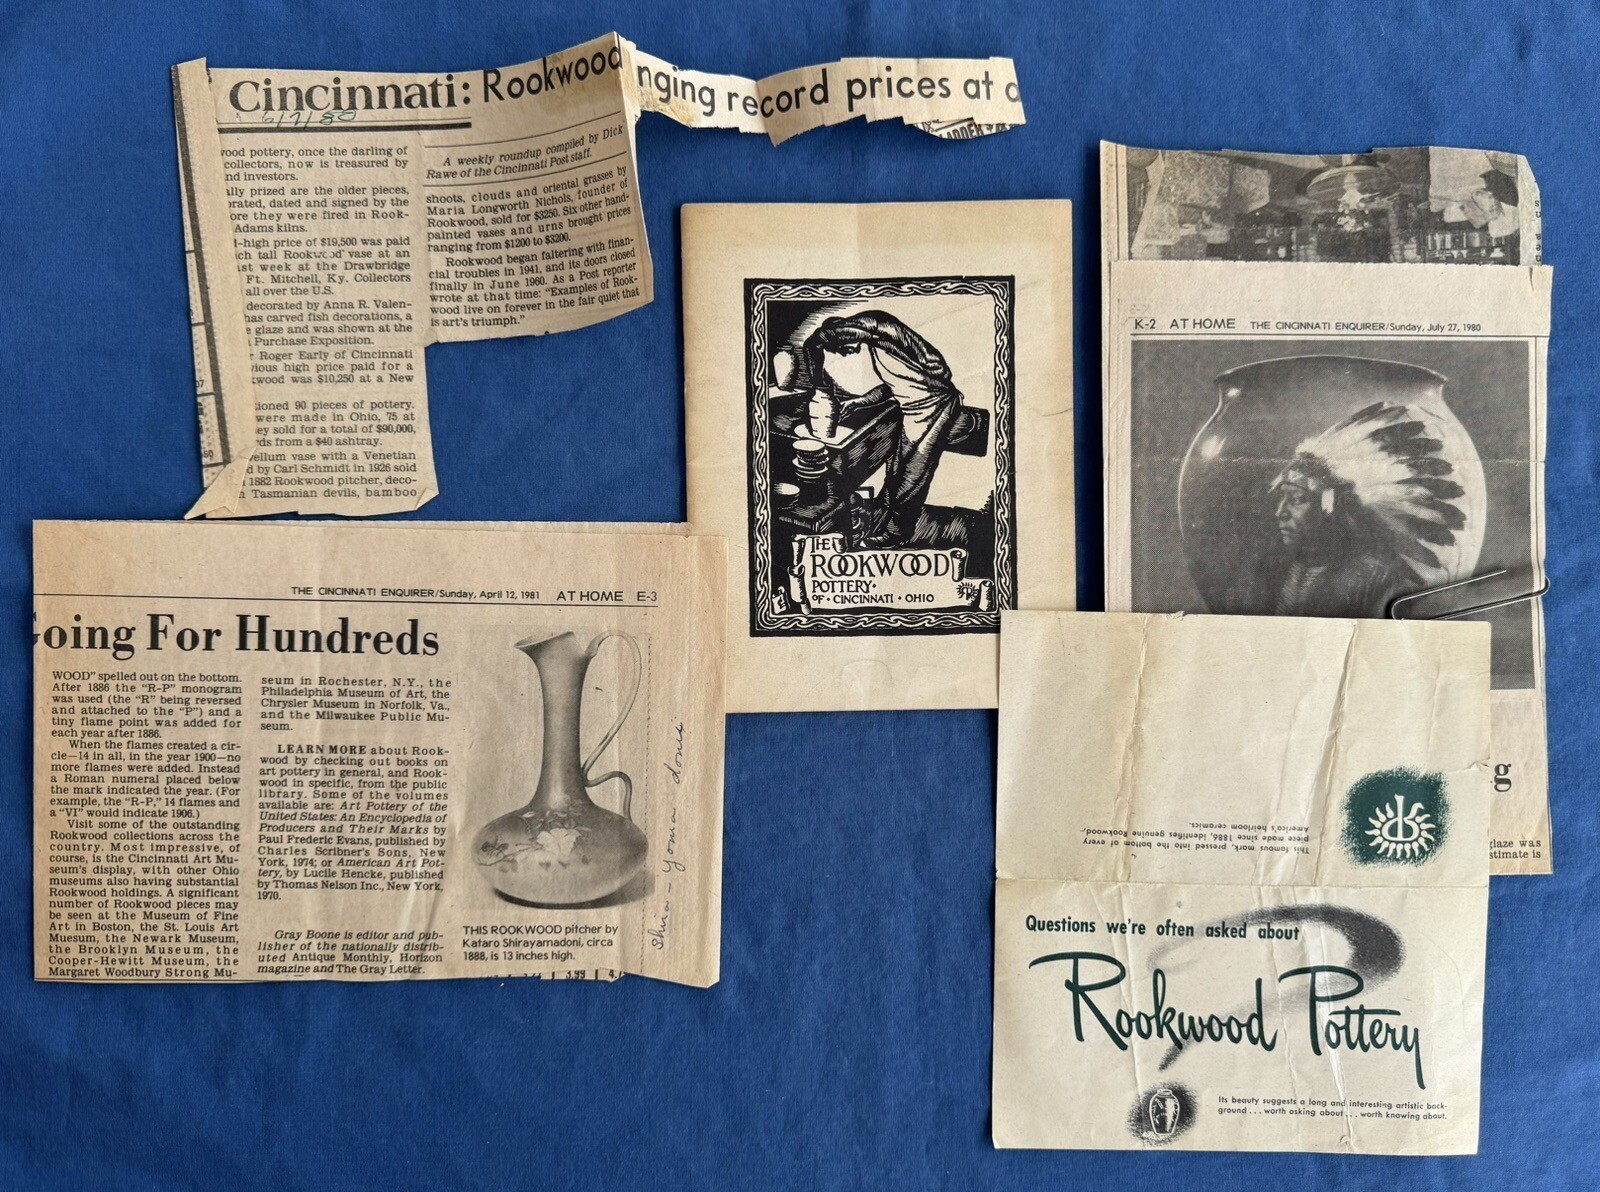 Cincinnati: Rookwood
nging record prices at a
6/7/80
A weekly roundup compiled by Dick
Rawe of the Cincinnati Post staff.
ood pottery, once the darling of
collectors, now is treasured by
nd investors.
ally prized are the older pieces,
orated, dated and signed by the
ore they were fired in Rook-
Adams kilns.
-high price of $19,500 was paid
ch tall Rookwood vase at an
st week at the Drawbridge
Ft. Mitchell, Ky. Collectors
all over the U.S.
decorated by Anna R. Valen-
has carved fish decorations, a
e glaze and was shown at the
Purchase Exposition.
r Roger Early of Cincinnati
ious high price paid for a
kwood was $10,250 at a New
ioned 90 pieces of pottery.
were made in Ohio, 75 at
ey sold for a total of $90,000,
rds from a $40 ashtray.
ellum vase with a Venetian
d by Carl Schmidt in 1926 sold
1882 Rookwood pitcher, deco-
n Tasmanian devils, bamboo
shoots, clouds and oriental grasses by
Maria Longworth Nichols, founder of
Rookwood, sold for $3250. Six other hand-
painted vases and urns brought prices
ranging from $1200 to $3200.
Rookwood began faltering with finan-
cial troubles in 1941, and its doors closed
finally in June 1960. As a Post reporter
wrote at that time: "Examples of Rook-
wood live on forever in the fair quiet that
is art's triumph."
THE
ROOKWOOD
POTTERY·
OF · CINCINNATI · OHIO
K-2 AT HOME THE CINCINNATI ENQUIRER/Sunday, July 27, 1980
g
glaze was
stimate is
THE CINCINNATI ENQUIRER/Sunday, April 12, 1981 AT HOME E-3
Going For Hundreds
WOOD" spelled out on the bottom.
After 1886 the "R-P" monogram
was used (the "R" being reversed
and attached to the "P") and a
tiny flame point was added for
each year after 1886.
When the flames created a cir-
cle—14 in all, in the year 1900—no
more flames were added. Instead
a Roman numeral placed below
the mark indicated the year. (For
example, the "R-P," 14 flames and
a "VI" would indicate 1906.)
Visit some of the outstanding
Rookwood collections across the
country. Most impressive, of
course, is the Cincinnati Art Mu-
seum's display, with other Ohio
museums also having substantial
Rookwood holdings. A significant
number of Rookwood pieces may
be seen at the Museum of Fine
Art in Boston, the St. Louis Art
Muesum, the Newark Museum,
the Brooklyn Museum, the
Cooper-Hewitt Museum, the
Margaret Woodbury Strong Mu-
seum in Rochester, N.Y., the
Philadelphia Museum of Art, the
Chrysler Museum in Norfolk, Va.,
and the Milwaukee Public Mu-
seum.
LEARN MORE about Rook-
wood by checking out books on
art pottery in general, and Rook-
wood in specific, from the public
library. Some of the volumes
available are: Art Pottery of the
United States: An Encyclopedia of
Producers and Their Marks by
Paul Frederic Evans, published by
Charles Scribner's Sons, New
York, 1974; or American Art Pot-
tery, by Lucile Hencke, published
by Thomas Nelson Inc., New York,
1970.
Gray Boone is editor and pub-
lisher of the nationally distrib-
uted Antique Monthly, Horizon
magazine and The Gray Letter.
THIS ROOKWOOD pitcher by
Kataro Shirayamadoni, circa
1888, is 13 inches high.
Shira-Yama doni
3.99 4.
This famous mark, pressed into the bottom of every
piece made since 1886, identifies genuine Rookwood,
America's heirloom ceramics.
Questions we're often asked about
Rookwood Pottery
Its beauty suggests a long and interesting artistic back-
ground . . . worth asking about . . . worth knowing about.